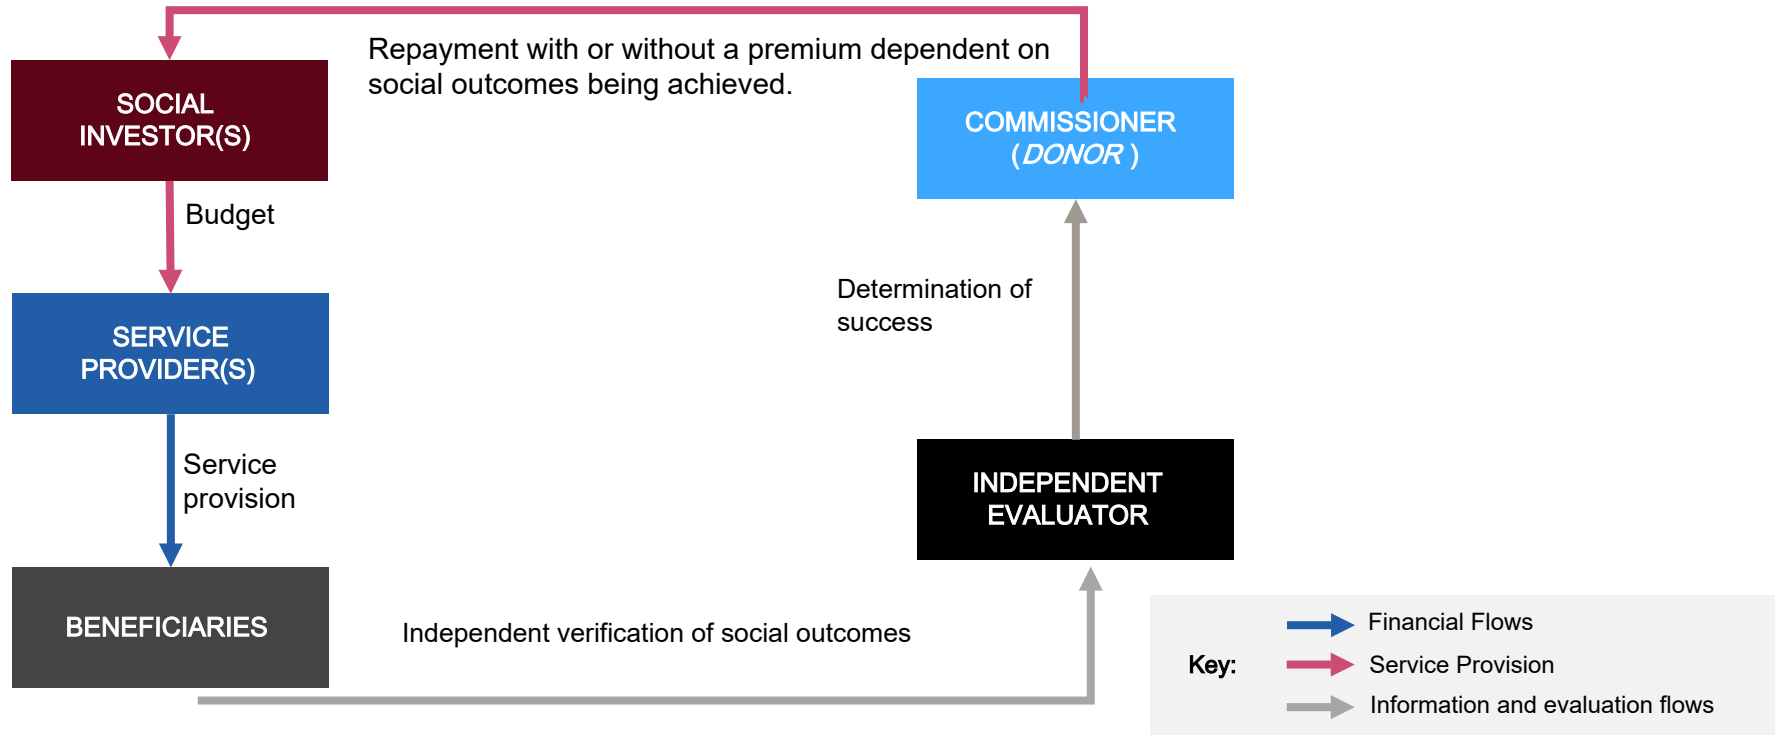 Repayment with or without a premium dependent on
social outcomes being achieved.
SOCIAL
INVESTOR(S)
COMMISSIONER
(DONOR )
Budget
Determination of
success
SERVICE
PROVIDER(S)
Service
provision
INDEPENDENT
EVALUATOR
BENEFICIARIES
Independent verification of social outcomes
Key:
Financial Flows
Service Provision
Information and evaluation flows